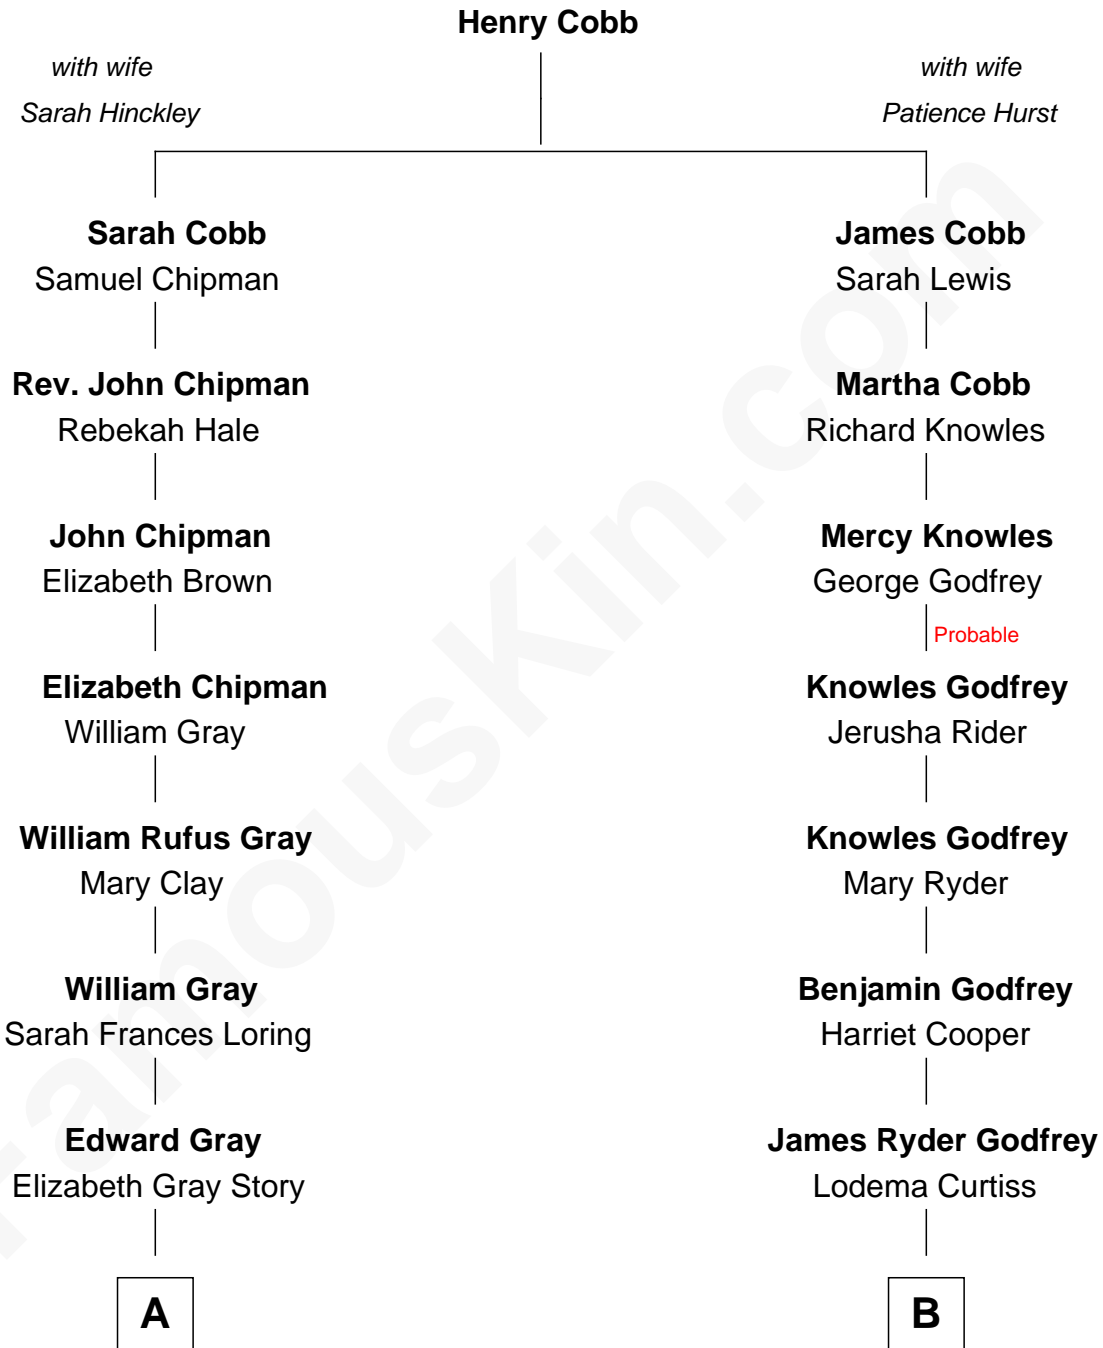 Henry Cobb
with wife
Sarah Hinckley
with wife
Patience Hurst
Sarah Cobb
Samuel Chipman
James Cobb
Sarah Lewis
Rev. John Chipman
Rebekah Hale
Martha Cobb
Richard Knowles
John Chipman
Elizabeth Brown
Mercy Knowles
George Godfrey
Probable
Elizabeth Chipman
William Gray
Knowles Godfrey
Jerusha Rider
William Rufus Gray
Mary Clay
Knowles Godfrey
Mary Ryder
William Gray
Sarah Frances Loring
Benjamin Godfrey
Harriet Cooper
Edward Gray
Elizabeth Gray Story
James Ryder Godfrey
Lodema Curtiss
A
B
FamousKin.com